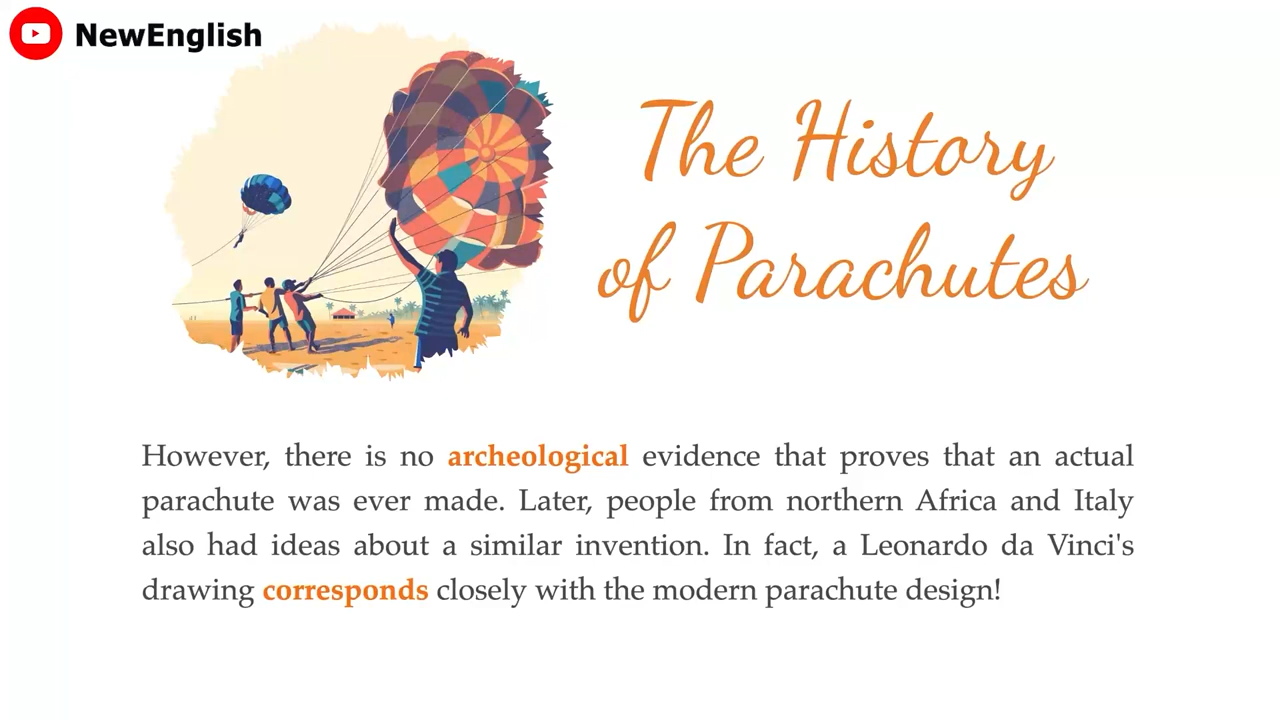 NewEnglish
The History
of Parachutes
However, there is no archeological evidence that proves that an actual
parachute was ever made. Later, people from northern Africa and Italy
also had ideas about a similar invention. In fact, a Leonardo da Vinci's
drawing corresponds closely with the modern parachute design!